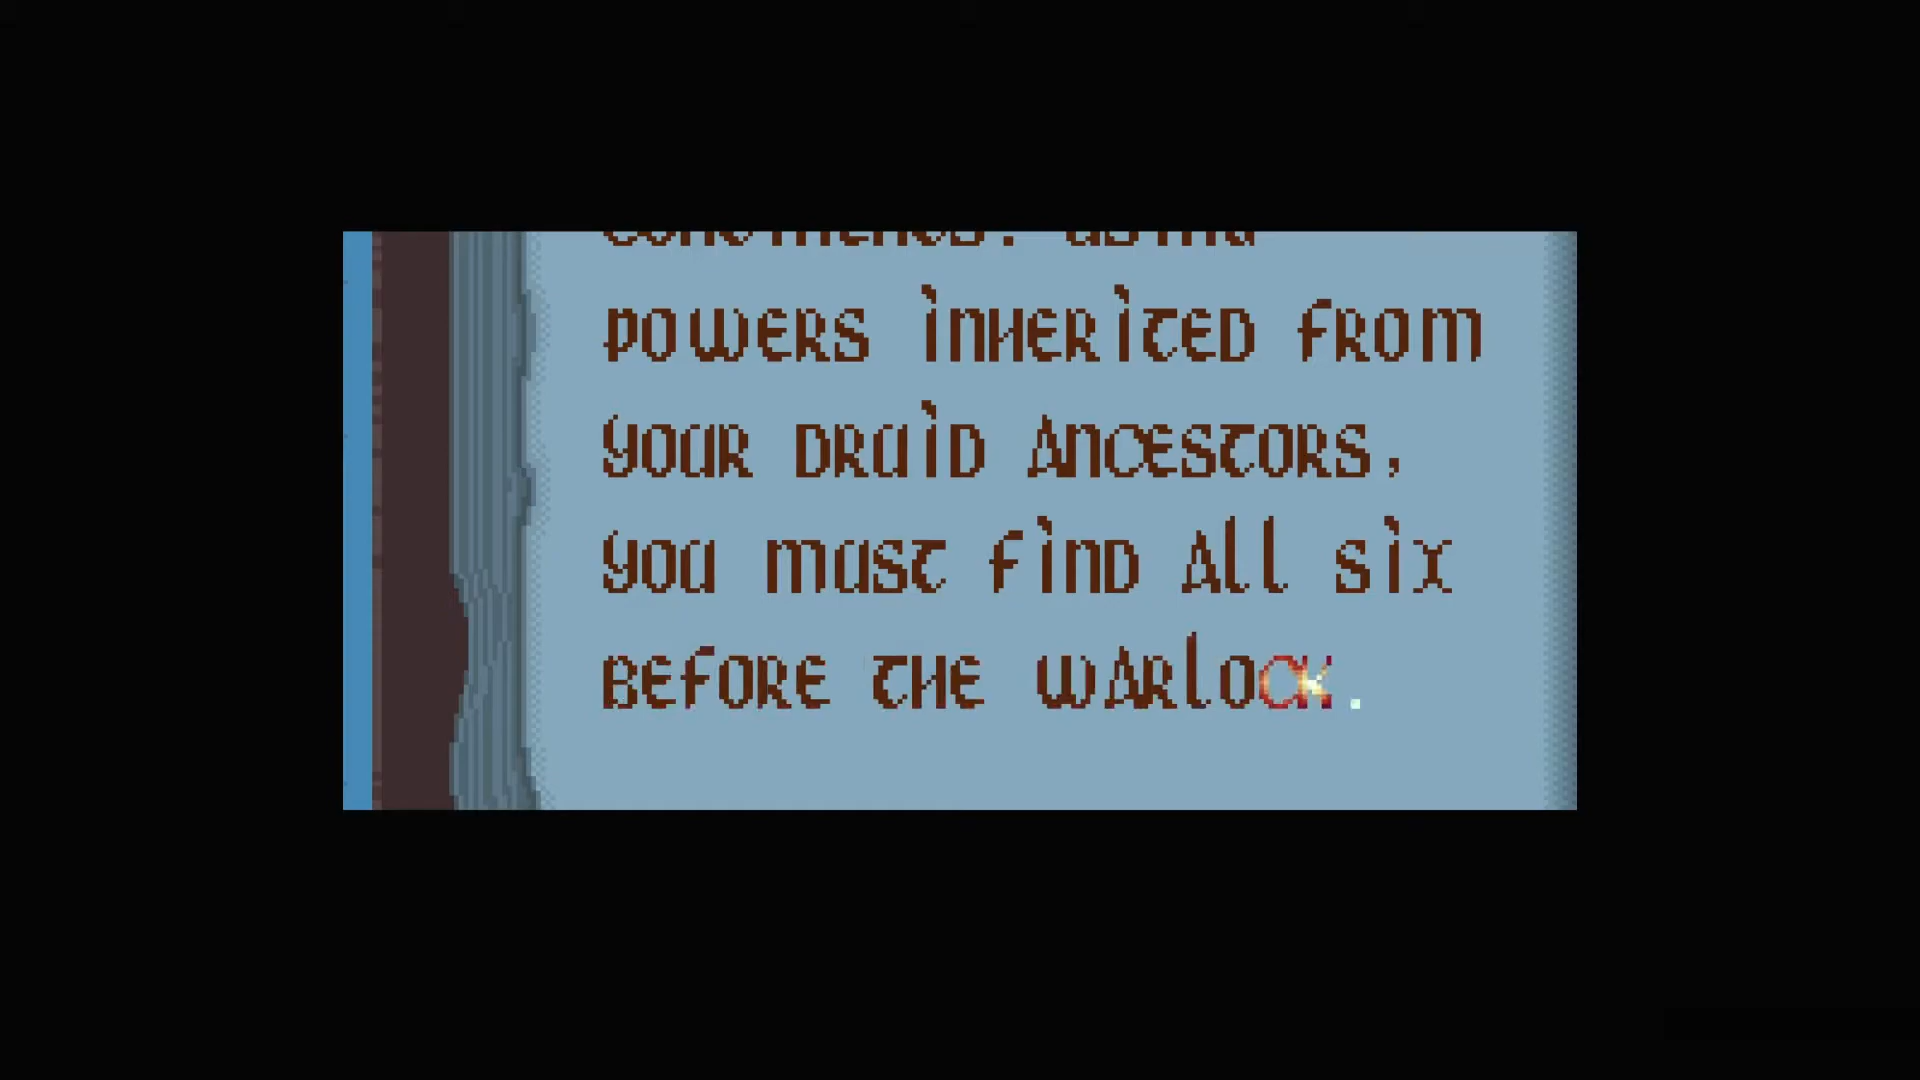 powers inherited from
your druid ancestors,
you must find all six
before the warlock.